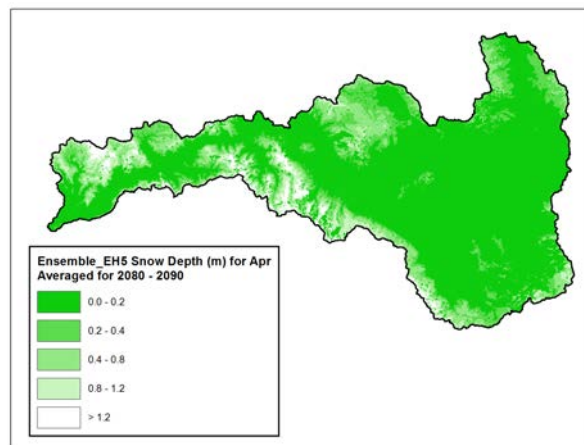 Ensemble_EH5 Snow Depth (m) for Apr
Averaged for 2080 - 2090
0.0 - 0.2
0.2 - 0.4
0.4 - 0.8
0.8 - 1.2
> 1.2